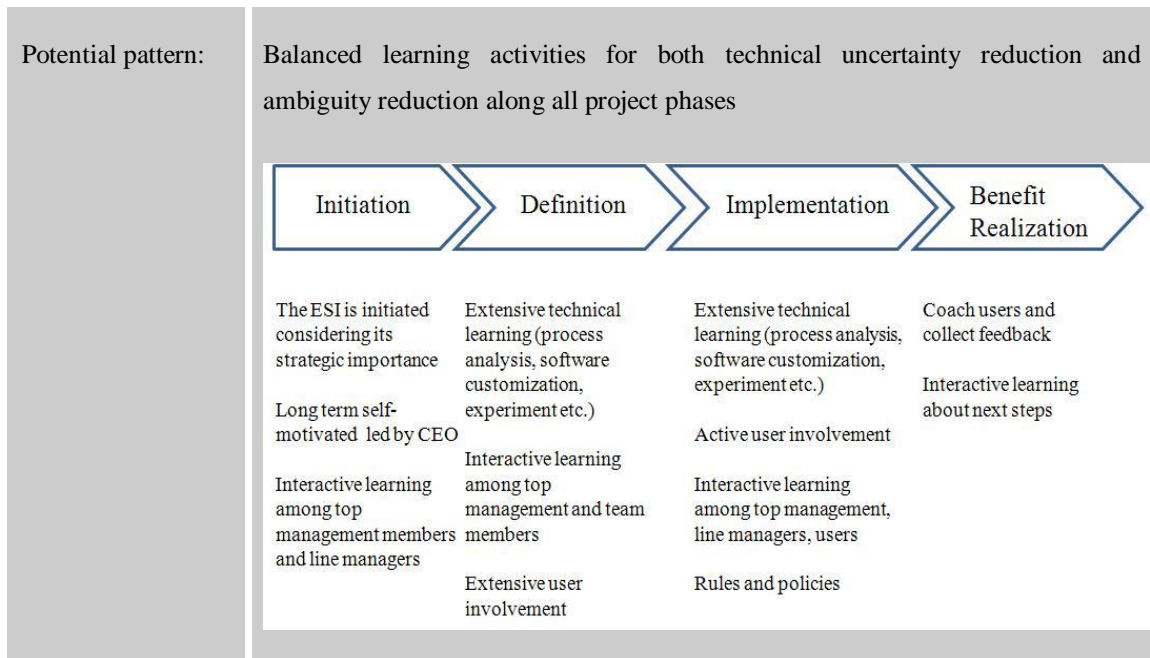 Potential pattern:
Balanced learning activities for both technical uncertainty reduction and
ambiguity reduction along all project phases
Initiation
Definition
Implementation
Benefit
Realization
The ESI is initiated
considering its
strategic importance
Long term self-
motivated led by CEO
Interactive learning
among top
management members
and line managers
Extensive technical
learning (process
analysis, software
customization,
experiment etc.)
Interactive learning
among top
management and team
members
Extensive user
involvement
Extensive technical
learning (process analysis,
software customization,
experiment etc.)
Active user involvement
Interactive learning
among top management,
line managers, users
Rules and policies
Coach users and
collect feedback
Interactive learning
about next steps